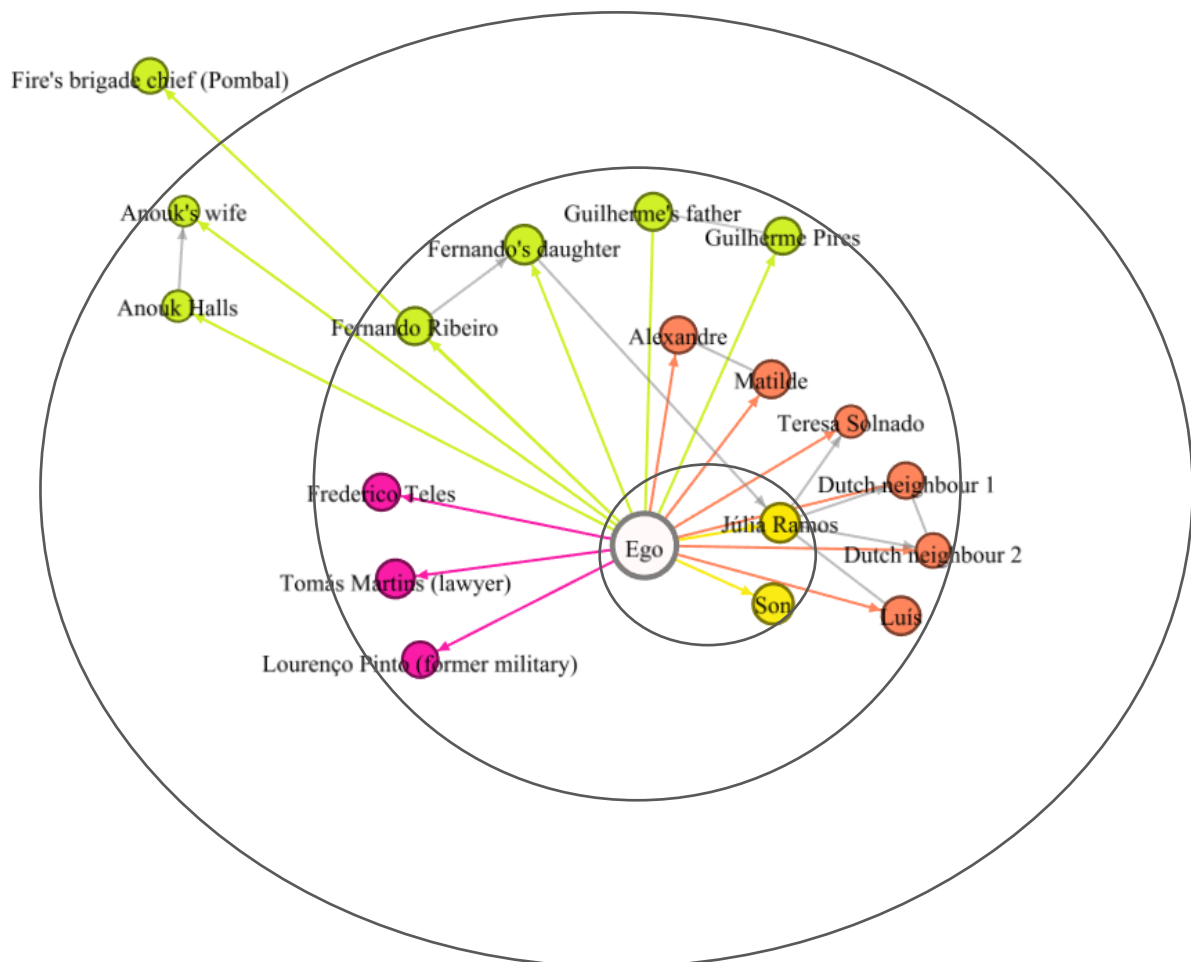 Fire's brigade chief (Pombal)
Anouk's wife
Guilherme's father
Guilherme Pires
Fernando's daughter
Anouk Halls
Fernando Ribeiro
Alexandre
Matilde
Teresa Solnado
Dutch neighbour 1
Frederico Teles
Júlia Ramos
Ego
Dutch neighbour 2
Tomás Martins (lawyer)
Son
Luís
Lourenço Pinto (former military)